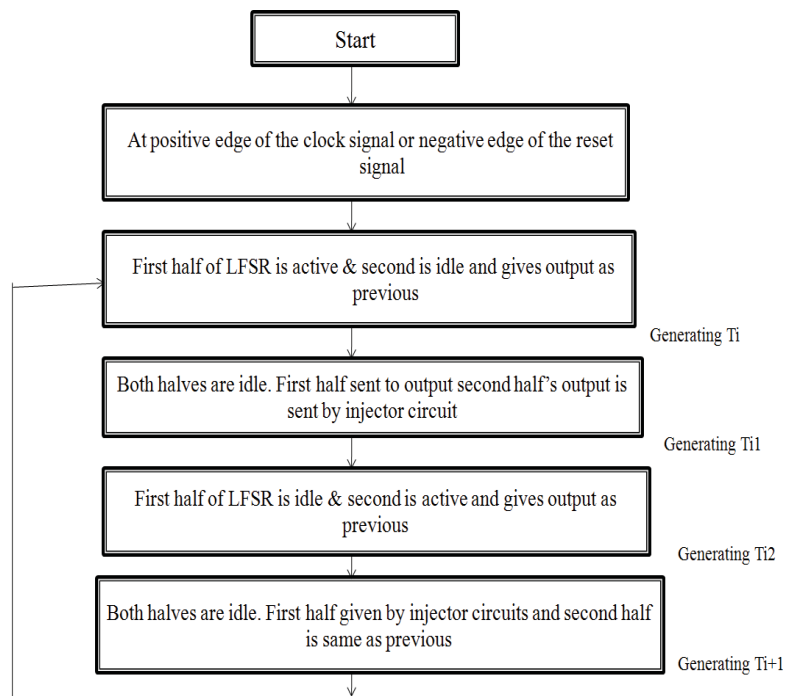 Start
At positive edge of the clock signal or negative edge of the reset
signal
First half of LFSR is active & second is idle and gives output as
previous
Generating Ti
Both halves are idle. First half sent to output second half's output is
sent by injector circuit
Generating Ti1
First half of LFSR is idle & second is active and gives output as
previous
Generating Ti2
Both halves are idle. First half given by injector circuits and second half
is same as previous
Generating Ti+1